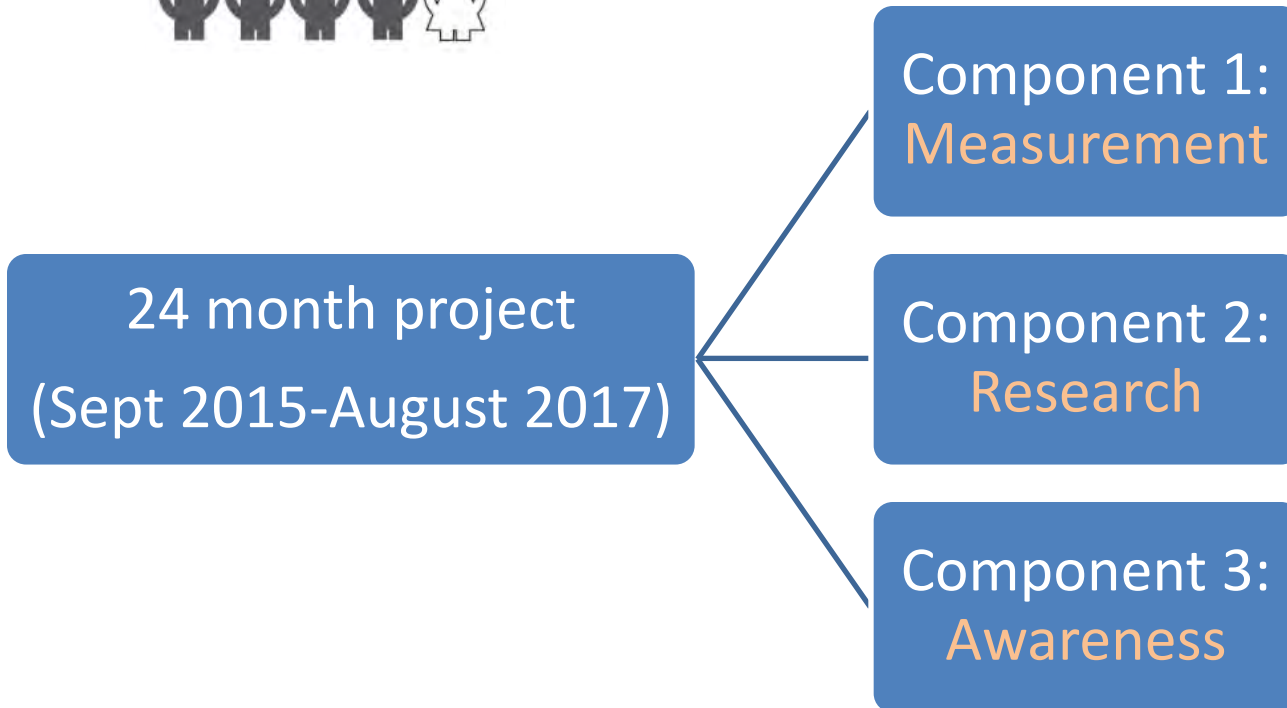 24 month project
(Sept 2015-August 2017)
Component 1:
Measurement
Component 2:
Research
Component 3:
Awareness